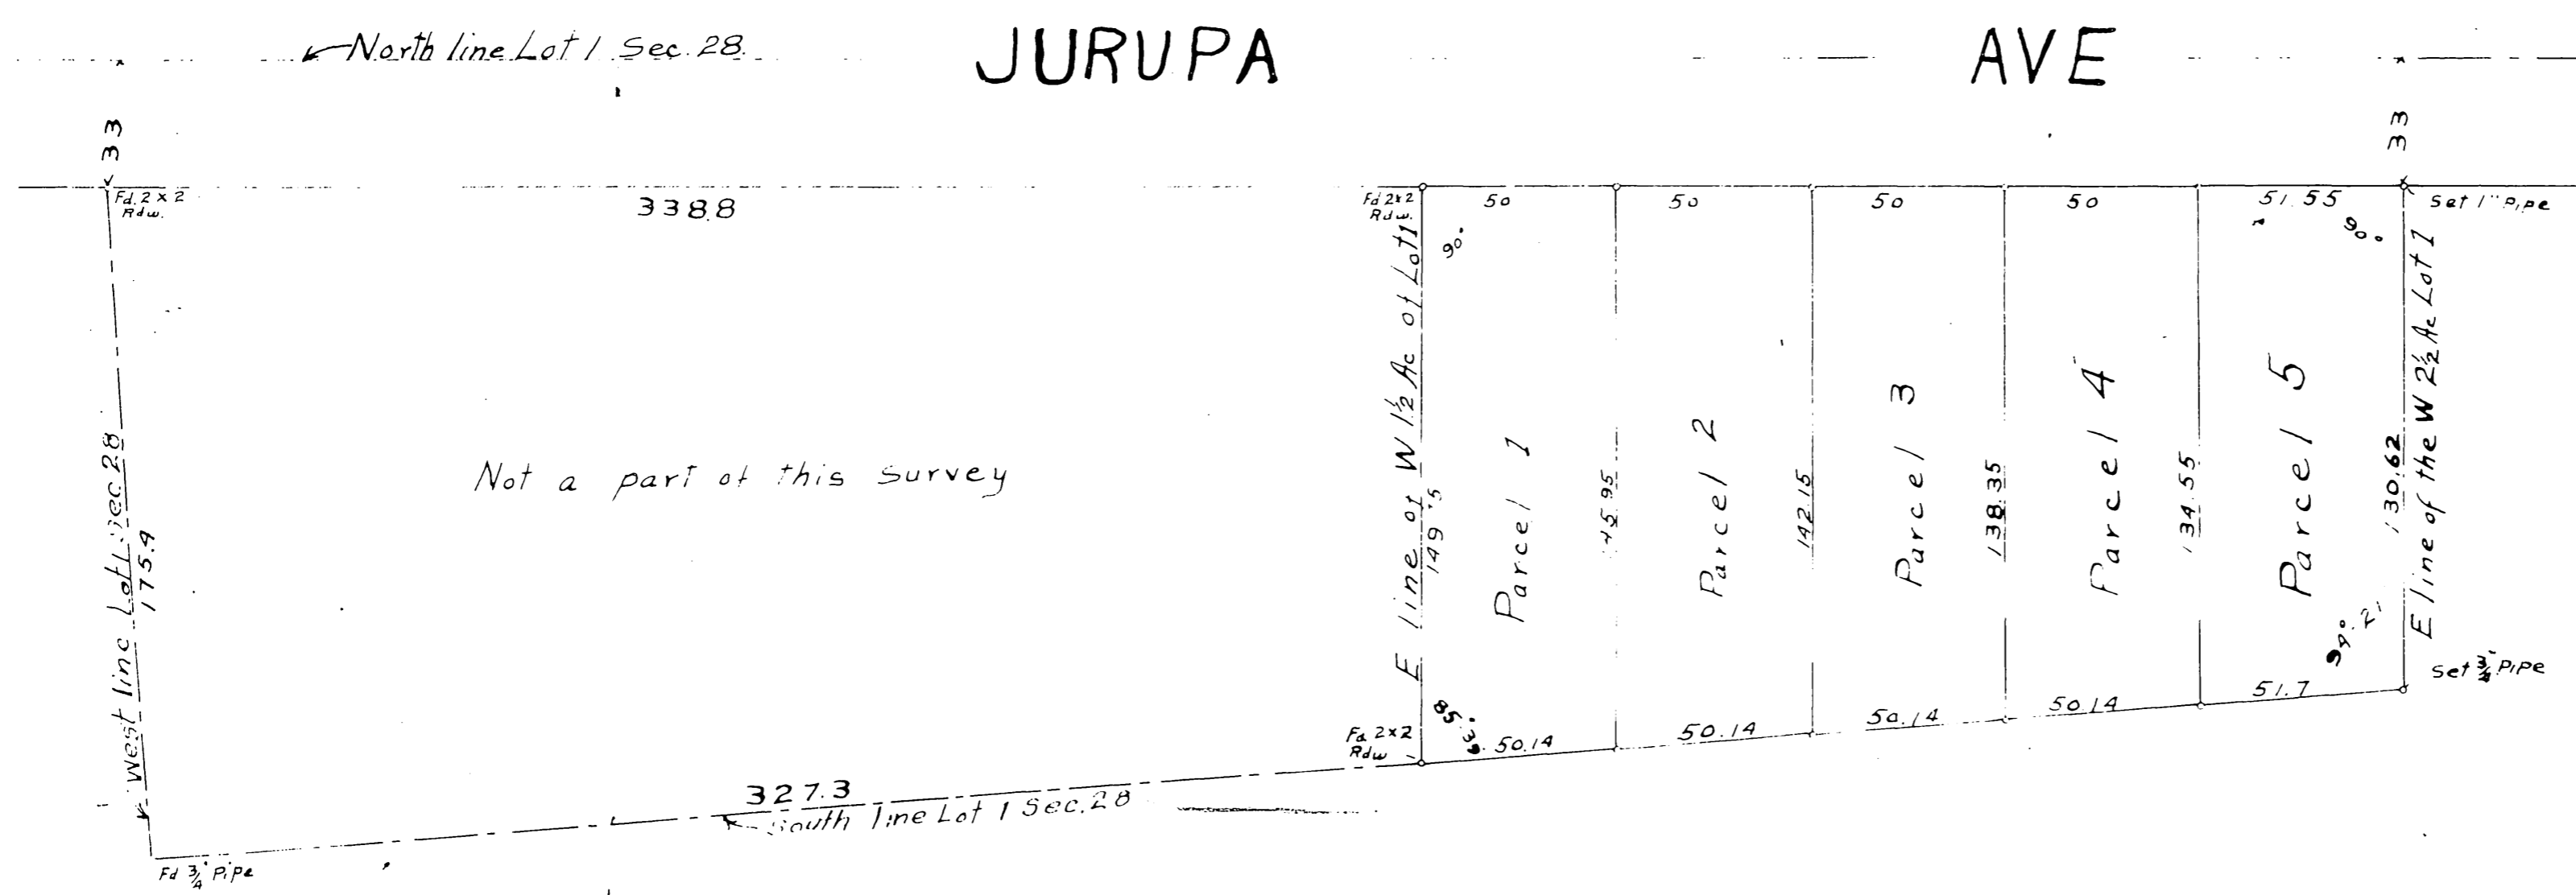 North line Lot 1 Sec. 28.
JURUPA AVE
33
33
Fd. 2 x 2
Rdw.
338.8
Fd 2x2
Rdw.
50
50
50
50
51.55
Set 1" Pipe
90°
90°
West line Lot 1 Sec 28
175.4
Not a part of this survey
E line of W 1½ Ac of Lot 1
Parcel 1
Parcel 2
142.15
Parcel 3
138.35
Parcel 4
134.55
Parcel 5
130.62
E line of the W 2½ Ac Lot 1
94°.21
Set ¾" Pipe
85°.39
Fd 2x2
Rdw
50.14
50.14
50.14
50.14
51.7
327.3
South line Lot 1 Sec. 28
Fd ¾" Pipe